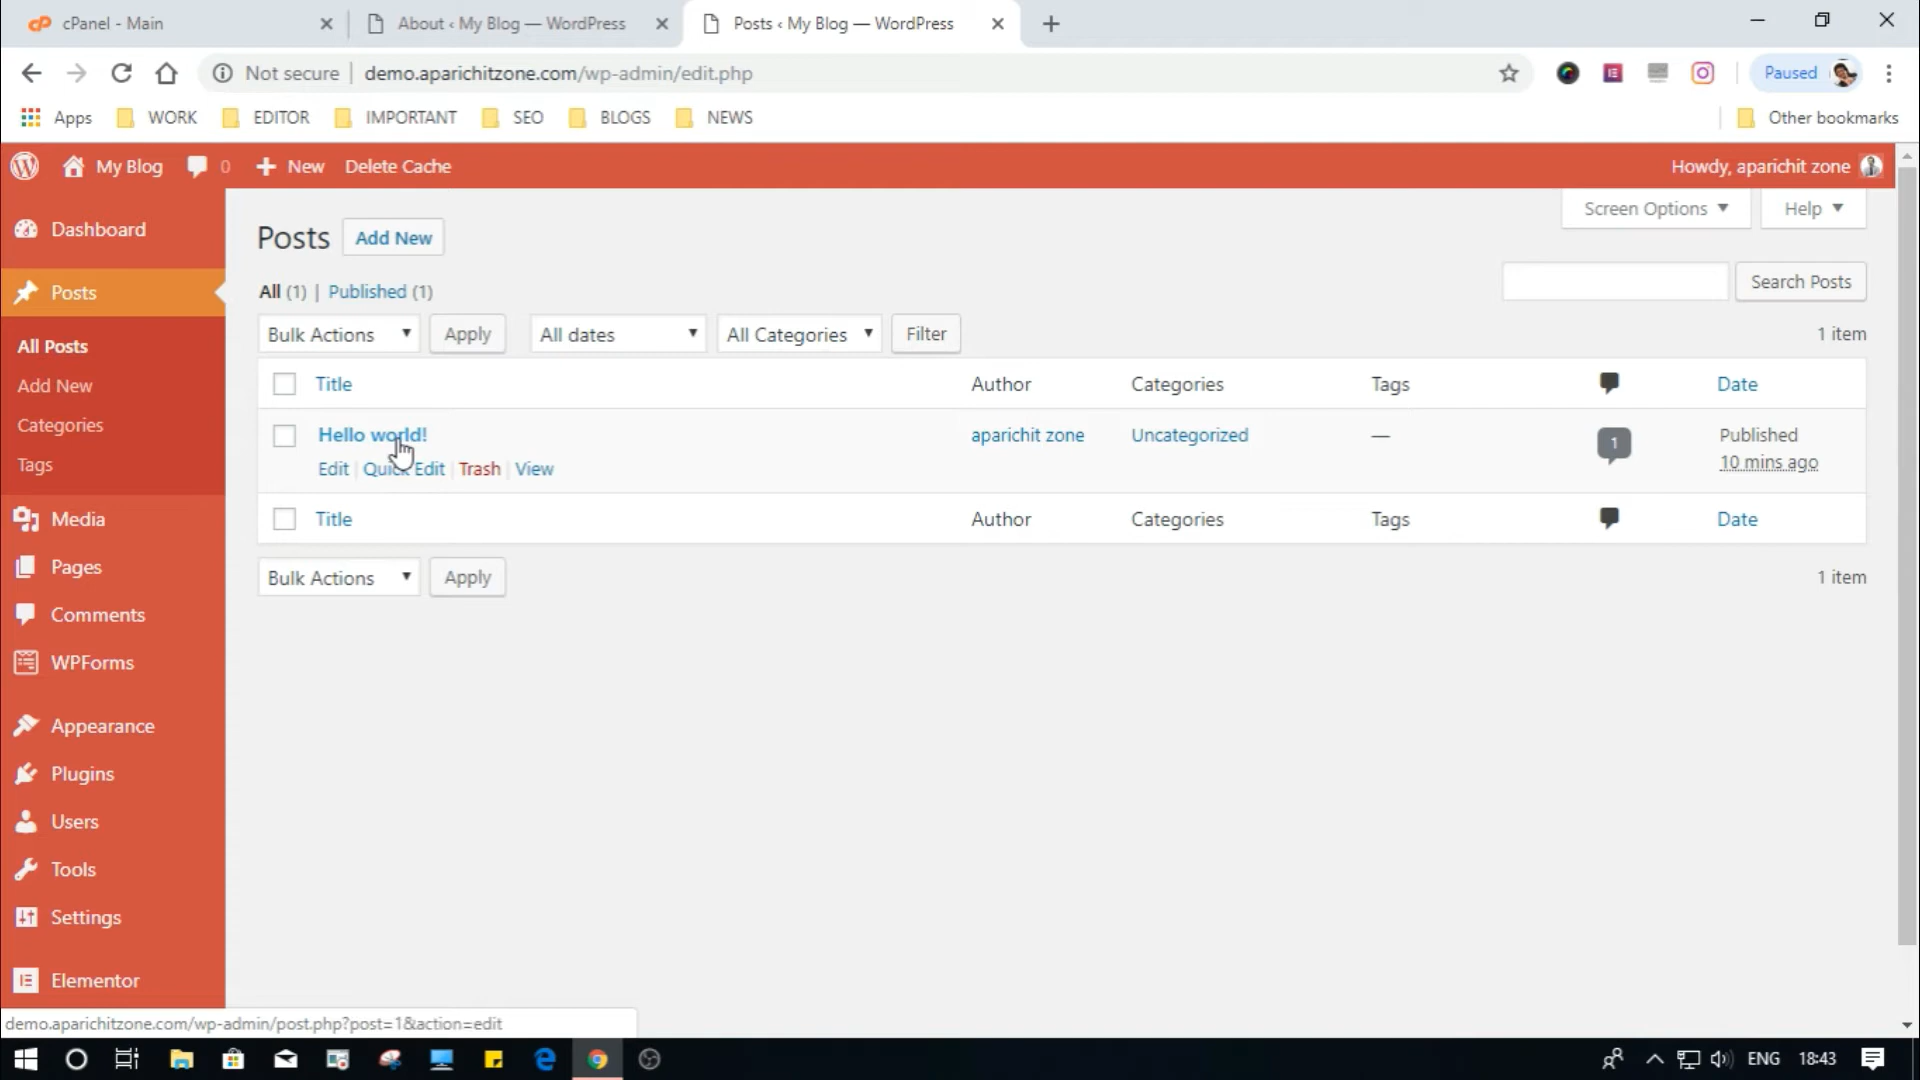 cPanel - Main
About ‹ My Blog — WordPress
Posts ‹ My Blog — WordPress
Not secure
demo.aparichitzone.com/wp-admin/edit.php
Paused
Apps
WORK
EDITOR
IMPORTANT
SEO
BLOGS
NEWS
Other bookmarks
My Blog
0
New
Delete Cache
Howdy, aparichit zone
Dashboard
Posts
All Posts
Add New
Categories
Tags
Media
Pages
Comments
WPForms
Appearance
Plugins
Users
Tools
Settings
Elementor
Screen Options
Help
Posts
Add New
All (1) | Published (1)
Search Posts
Bulk Actions
Apply
All dates
All Categories
Filter
1 item
Title
Author
Categories
Tags
Date
Hello world!
aparichit zone
Uncategorized
—
1
Published
10 mins ago
Edit | Quick Edit | Trash | View
Title
Author
Categories
Tags
Date
Bulk Actions
Apply
1 item
demo.aparichitzone.com/wp-admin/post.php?post=1&action=edit
ENG
18:43